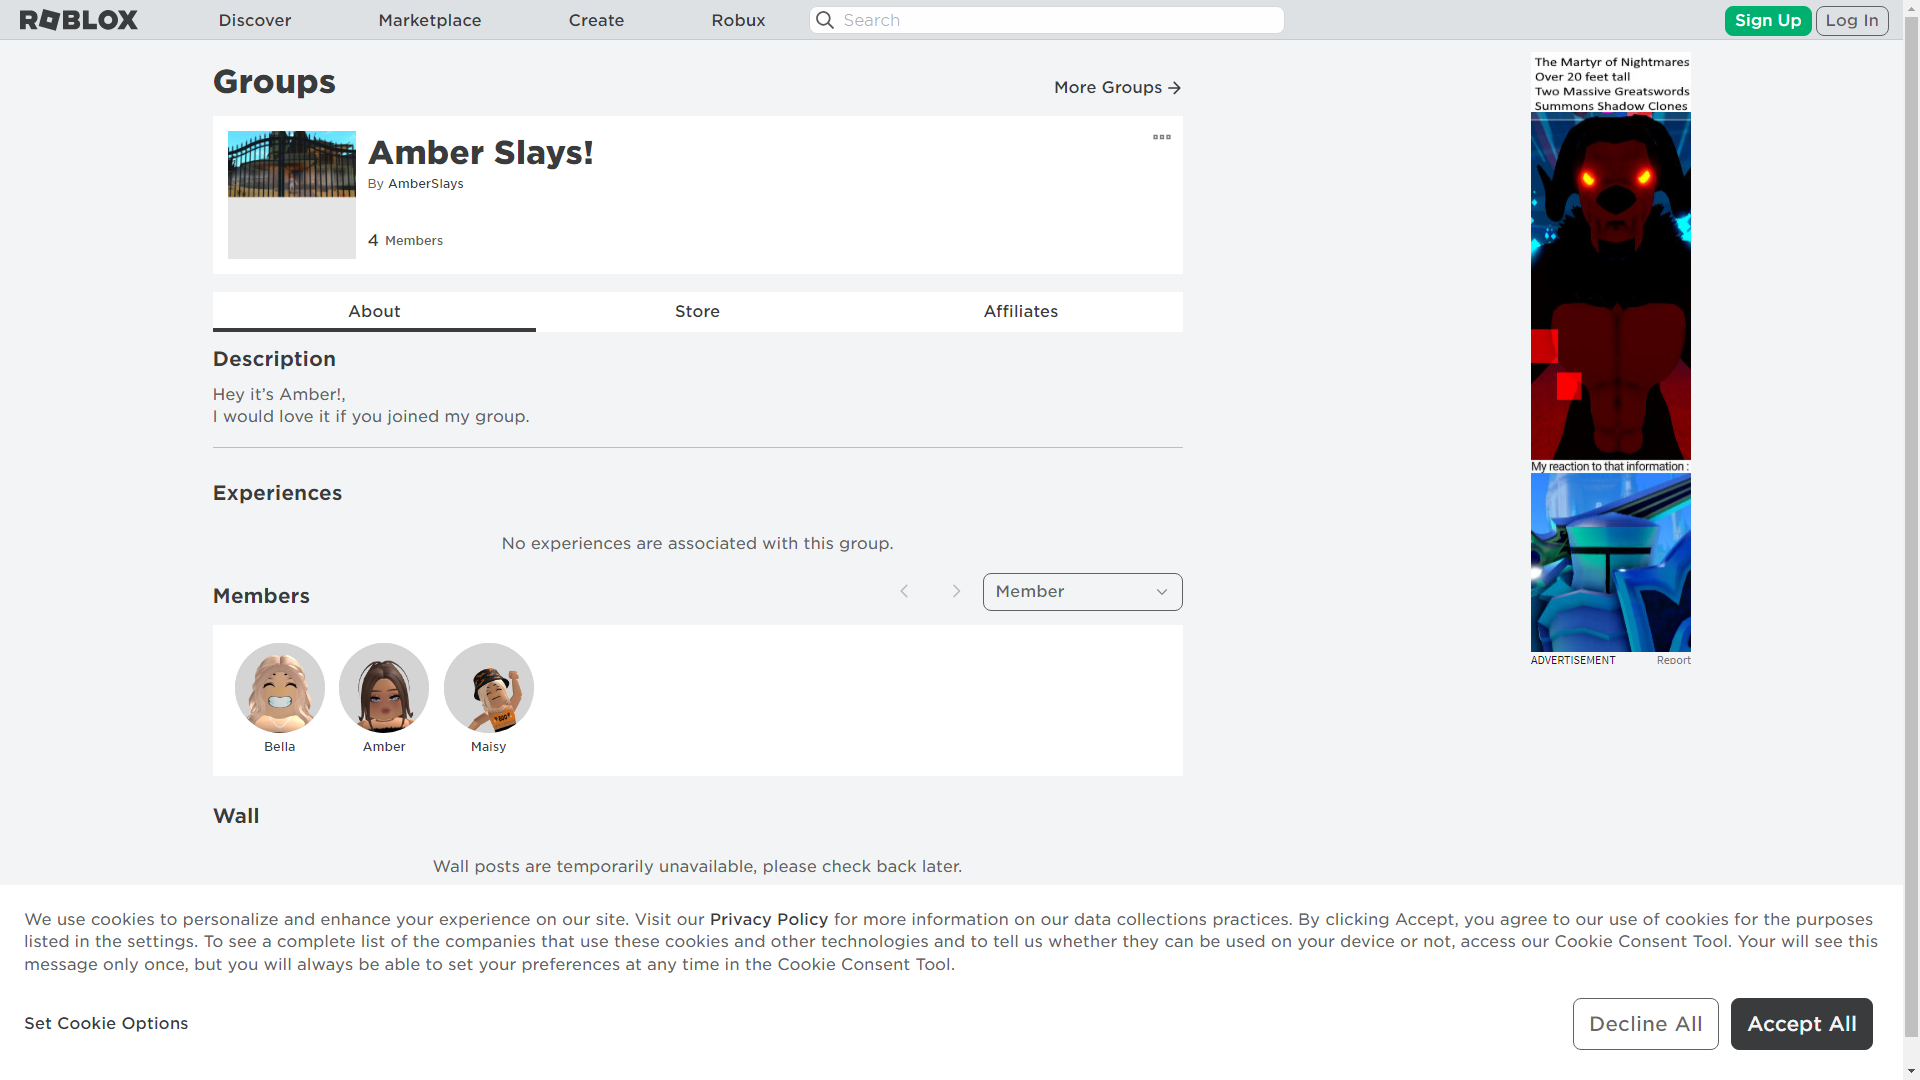 ROBLOX
Discover
Marketplace
Create
Robux
Search
Sign Up
Log In
Groups
More Groups
Amber Slays!
By AmberSlays
4 Members
About
Store
Affiliates
Description
Hey it’s Amber!,
I would love it if you joined my group.
Experiences
No experiences are associated with this group.
Members
Member
Bella
Amber
Maisy
Wall
Wall posts are temporarily unavailable, please check back later.
The Martyr of Nightmares
Over 20 feet tall
Two Massive Greatswords
Summons Shadow Clones
My reaction to that information :
ADVERTISEMENT
Report
We use cookies to personalize and enhance your experience on our site. Visit our Privacy Policy for more information on our data collections practices. By clicking Accept, you agree to our use of cookies for the purposes
listed in the settings. To see a complete list of the companies that use these cookies and other technologies and to tell us whether they can be used on your device or not, access our Cookie Consent Tool. Your will see this
message only once, but you will always be able to set your preferences at any time in the Cookie Consent Tool.
Set Cookie Options
Decline All
Accept All